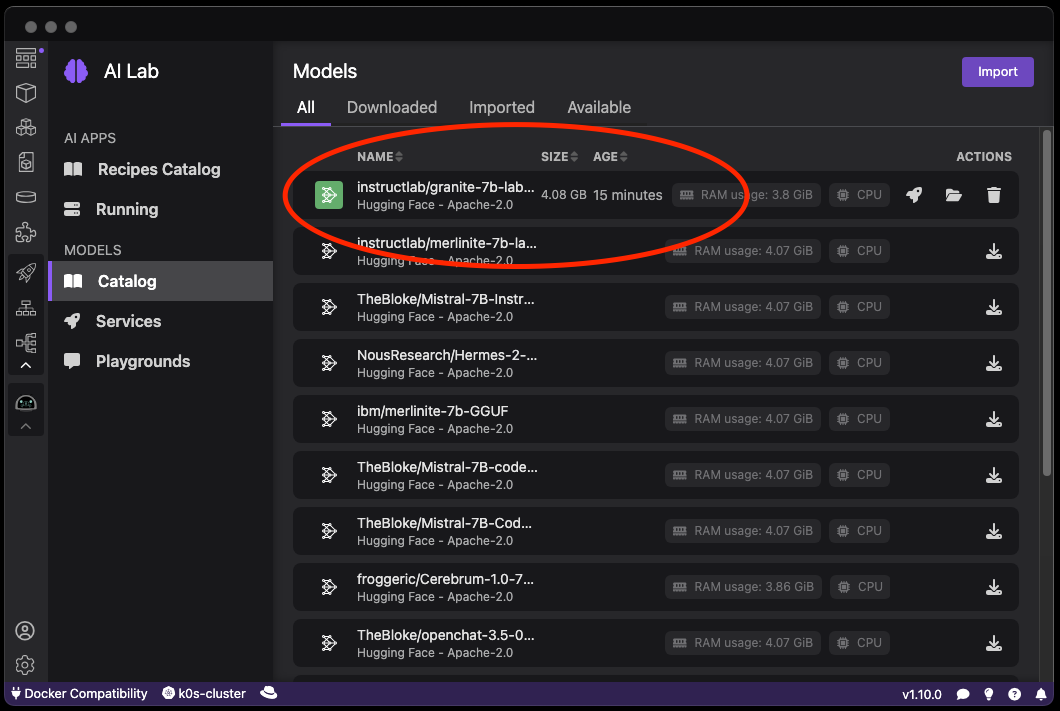 AI Lab
AI APPS
Recipes Catalog
Running
MODELS
Catalog
Services
Playgrounds
Models
Import
All Downloaded Imported Available
NAME SIZE AGE ACTIONS
instructlab/granite-7b-lab... 4.08 GB 15 minutes RAM usage: 3.8 GiB CPU
Hugging Face - Apache-2.0
instructlab/merlinite-7b-la... RAM usage: 4.07 GiB CPU
Hugging Face - Apache-2.0
TheBloke/Mistral-7B-Instr... RAM usage: 4.07 GiB CPU
Hugging Face - Apache-2.0
NousResearch/Hermes-2-... RAM usage: 4.07 GiB CPU
Hugging Face - Apache-2.0
ibm/merlinite-7b-GGUF RAM usage: 4.07 GiB CPU
Hugging Face - Apache-2.0
TheBloke/Mistral-7B-code... RAM usage: 4.07 GiB CPU
Hugging Face - Apache-2.0
TheBloke/Mistral-7B-Cod... RAM usage: 4.07 GiB CPU
Hugging Face - Apache-2.0
froggeric/Cerebrum-1.0-7... RAM usage: 3.86 GiB CPU
Hugging Face - Apache-2.0
TheBloke/openchat-3.5-0... RAM usage: 4.07 GiB CPU
Hugging Face - Apache-2.0
Docker Compatibility k0s-cluster v1.10.0